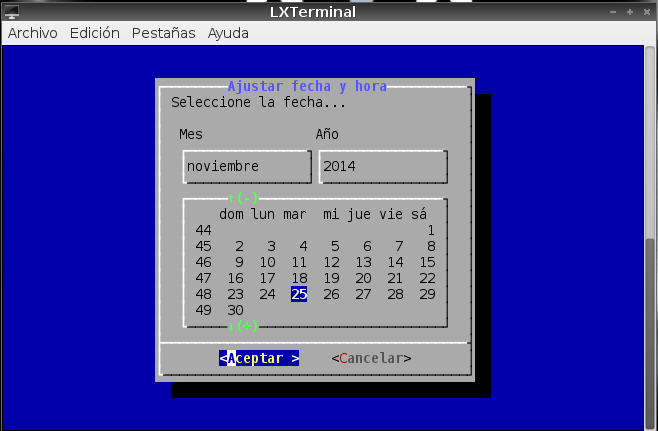 LXTerminal
Archivo Edición Pestañas Ayuda
Ajustar fecha y hora
Seleccione la fecha...
Mes Año
noviembre 2014
↑(-)
dom lun mar mi jue vie sá
44 1
45 2 3 4 5 6 7 8
46 9 10 11 12 13 14 15
47 16 17 18 19 20 21 22
48 23 24 25 26 27 28 29
49 30
↓(+)
<Aceptar > <Cancelar>